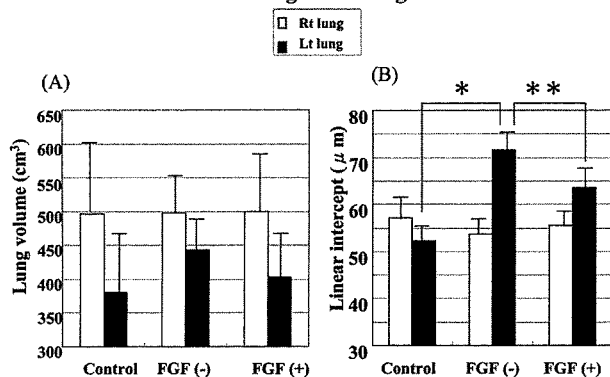 Rt lung
Lt lung
(A)
(B)
* **
Lung volume (cm³)
650
600
550
500
450
400
350
300
Control FGF (-) FGF (+)
Linear intercept (μm)
80
70
60
50
40
30
Control FGF (-) FGF (+)